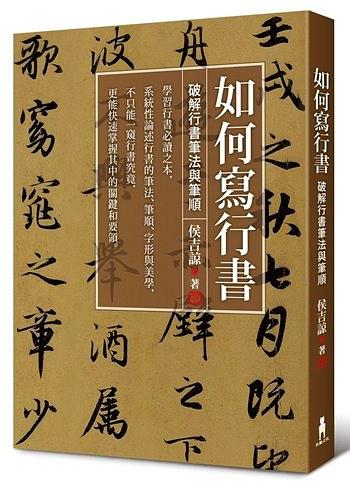 如何寫行書
破解行書筆法與筆順
侯吉諒 著
學習行書必讀之本，
系統性論述行書的筆法、筆順、字形與美學，
不只能一窺行書究竟，
更能快速掌握其中的關鍵和要領。
壬戌之秋七月既
舟
壁之下
波
舉酒屬
歌窈窕之章少
如何寫行書
破解行書筆法與筆順
侯吉諒 著